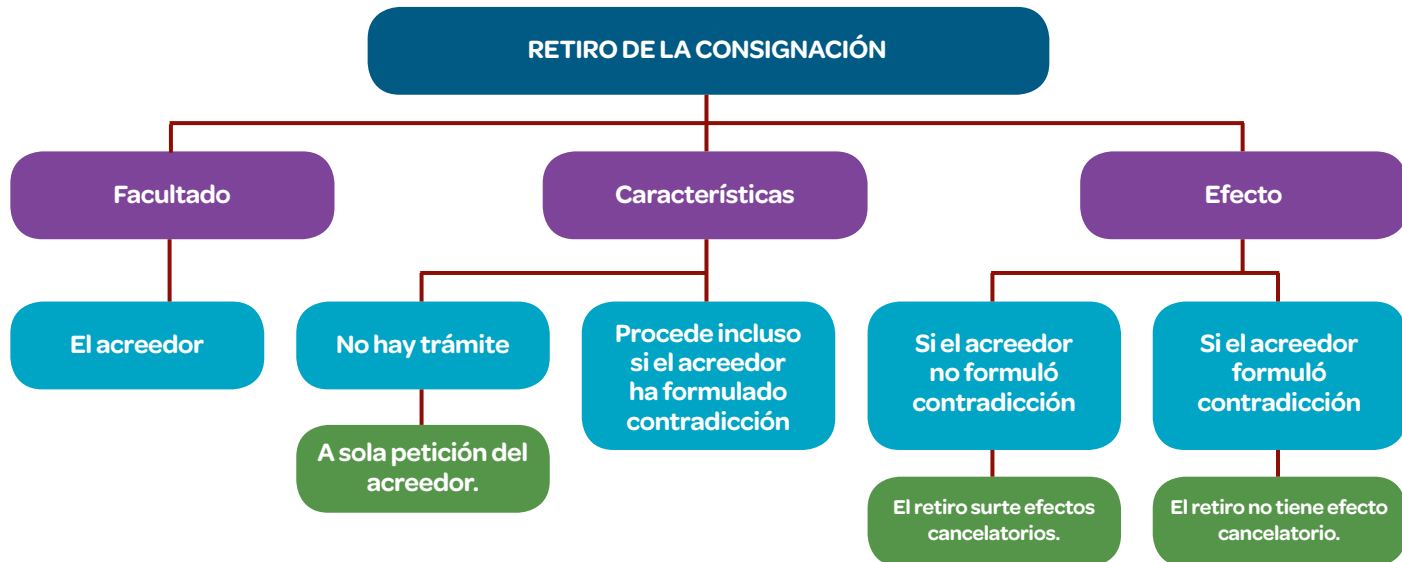 RETIRO DE LA CONSIGNACIÓN
Facultado
Características
Efecto
El acreedor
No hay trámite
Procede incluso
si el acreedor
ha formulado
contradicción
Si el acreedor
no formuló
contradicción
Si el acreedor
formuló
contradicción
A sola petición del
acreedor.
El retiro surte efectos
cancelatorios.
El retiro no tiene efecto
cancelatorio.